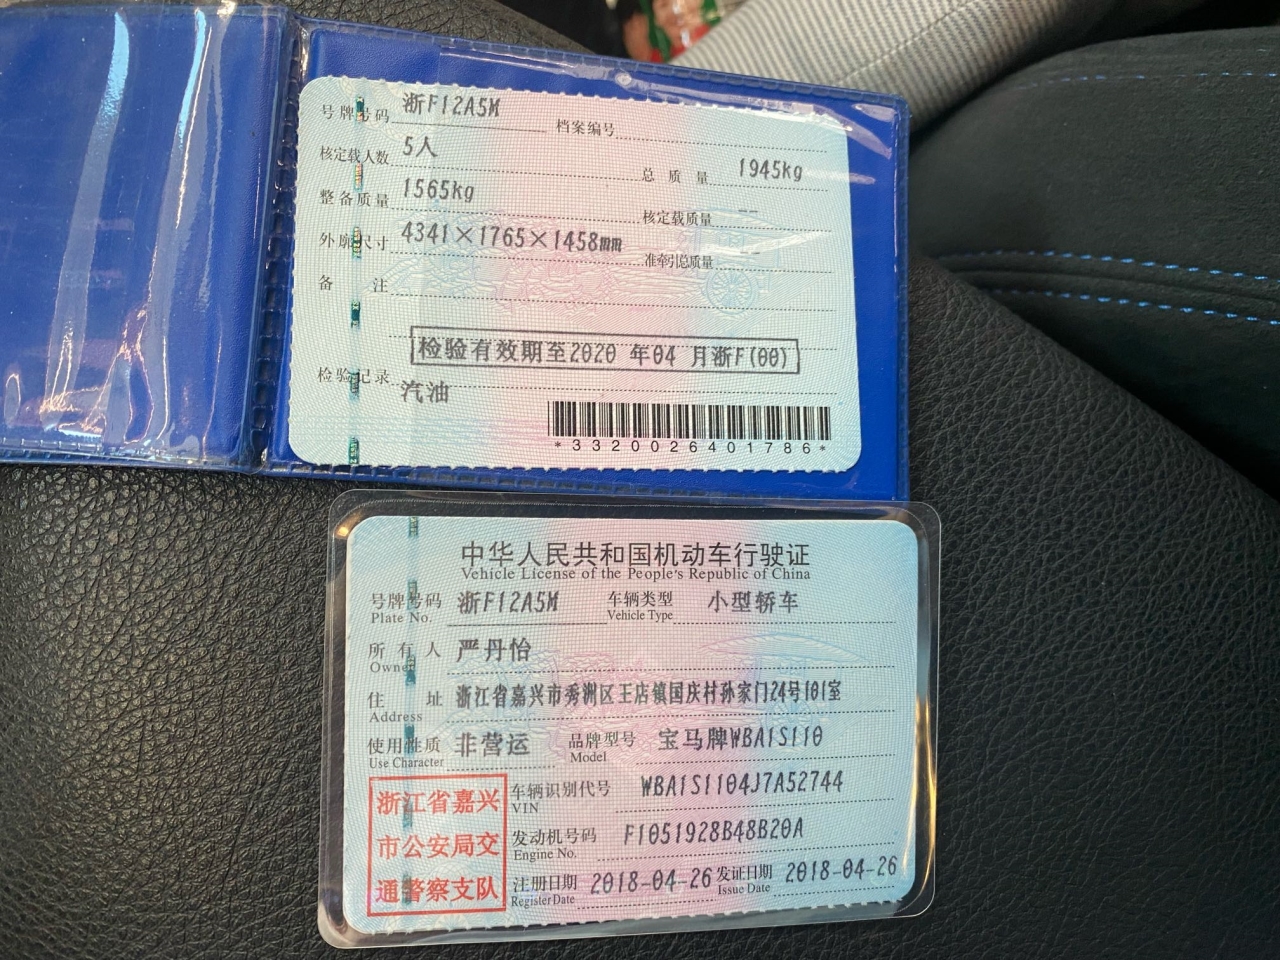 号牌号码 浙F12A5M 档案编号
核定载人数 5人 总质量 1945kg
整备质量 1565kg 核定载质量 --
外廓尺寸 4341×1765×1458mm 准牵引总质量 --
备注
检验有效期至2020 年04 月浙F(00)
检验记录
汽油
*3320026401786*
中华人民共和国机动车行驶证
Vehicle License of the People's Republic of China
号牌号码 浙F12A5M 车辆类型 小型轿车
Plate No. Vehicle Type
所有人 严丹怡
Owner
住址 浙江省嘉兴市秀洲区王店镇国庆村孙家门24号101室
Address
使用性质 非营运 品牌型号 宝马牌WBA1S110
Use Character Model
浙江省嘉兴
市公安局交
通警察支队
车辆识别代号 WBA1S1104J7A52744
VIN
发动机号码 F1051928B48B20A
Engine No.
注册日期 2018-04-26 发证日期 2018-04-26
Register Date Issue Date